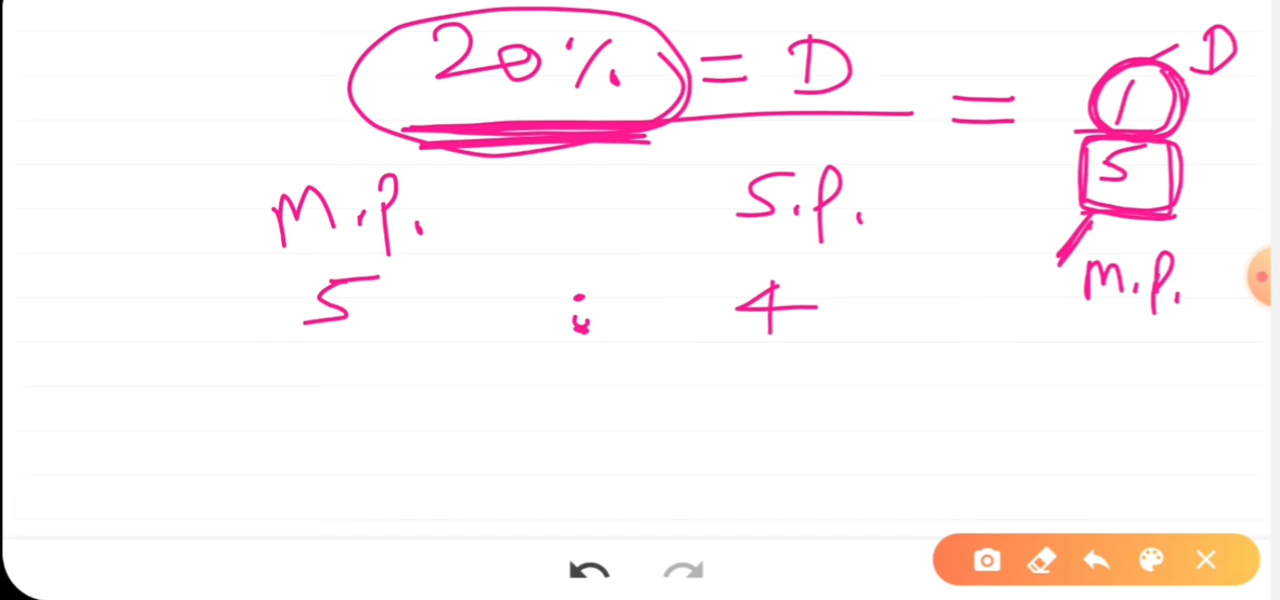 20% = D = 1/5 D
M.P. S.P. M.P.
5 : 4